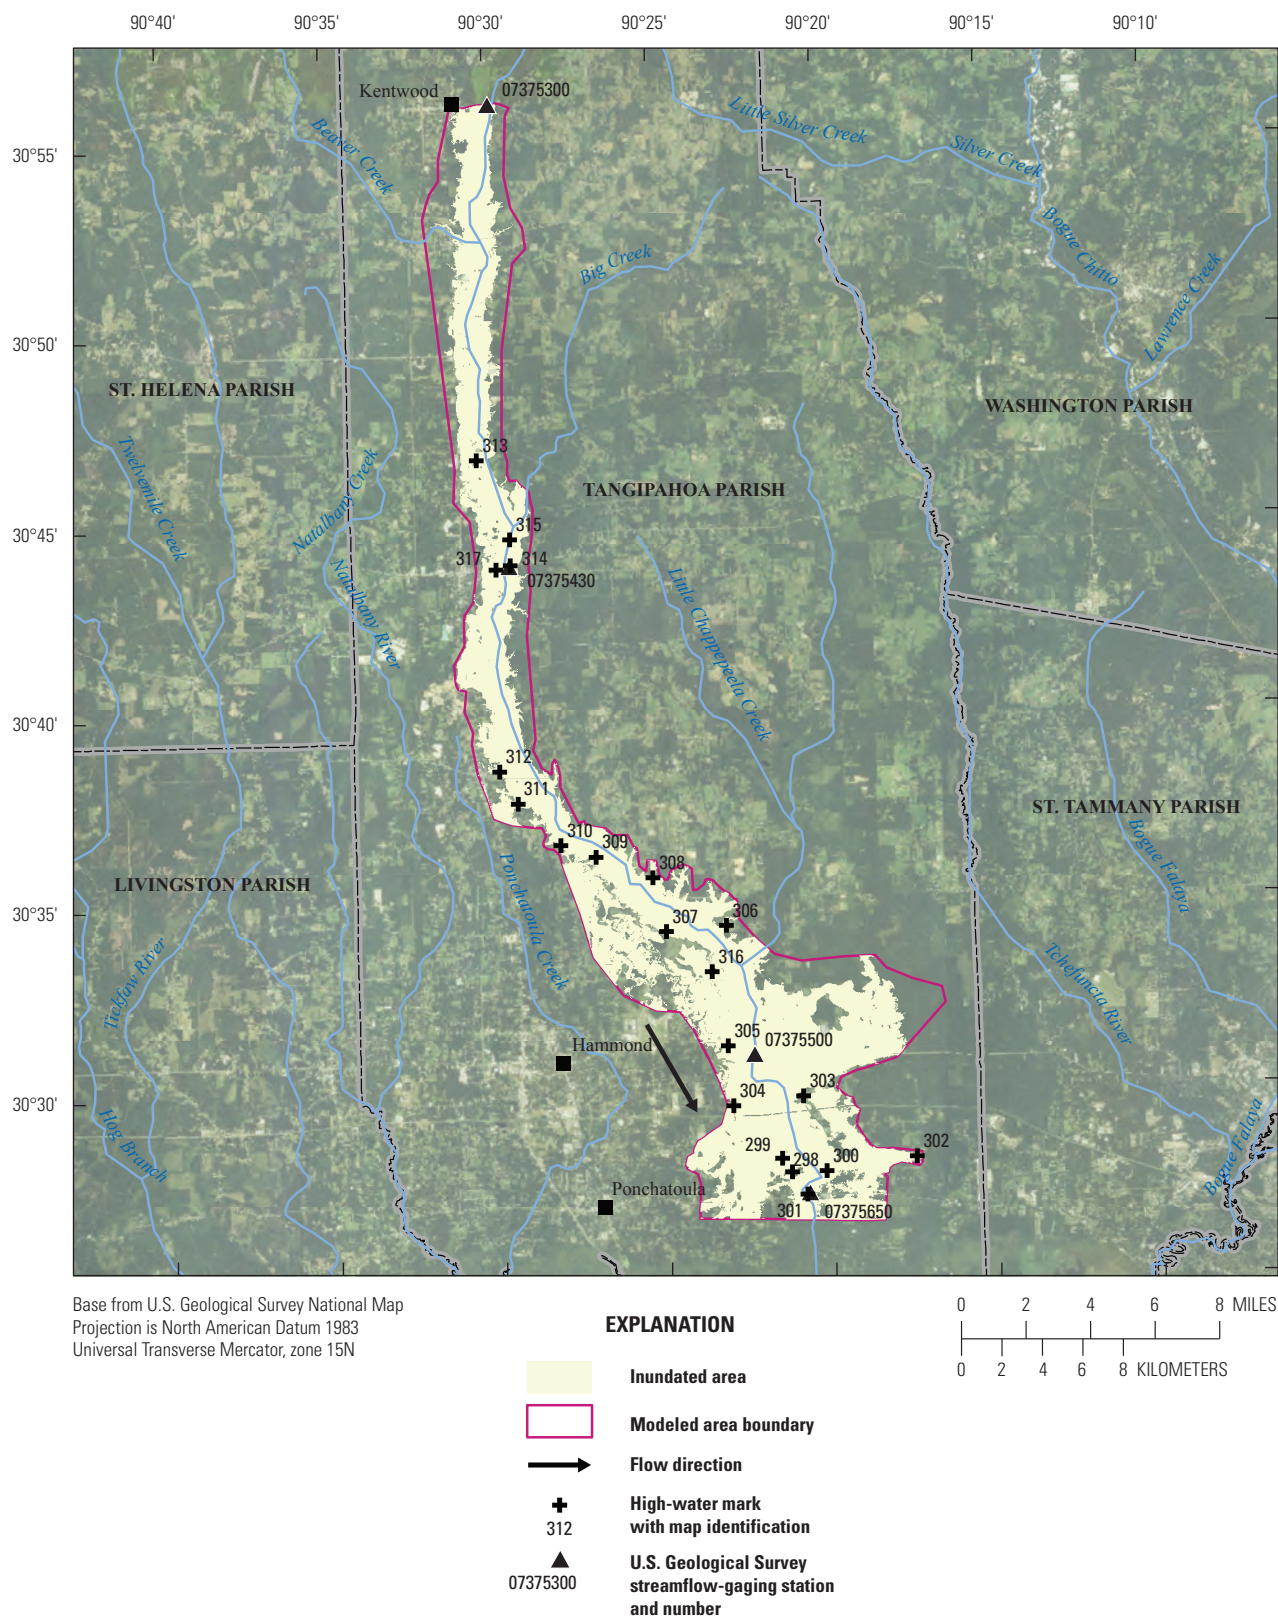 90°40' 90°35' 90°30' 90°25' 90°20' 90°15' 90°10'
Kentwood
07375300
Little Silver Creek
Silver Creek
Beaver Creek
30°55'
Bogue Chitto
Big Creek
Lawrence Creek
30°50'
ST. HELENA PARISH
WASHINGTON PARISH
313
Twelvemile Creek
Natalbany Creek
TANGIPAHOA PARISH
315
30°45'
317
314
07375430
Natalbany River
Little Chappepeela Creek
30°40'
312
311
ST. TAMMANY PARISH
310
309
308
Bogue Falaya
LIVINGSTON PARISH
Ponchatoula Creek
30°35'
307
306
316
Tickfaw River
Tchefuncta River
305
07375500
Hammond
303
304
30°30'
Hog Branch
302
299
298
300
Bogue Falaya
Ponchatoula
301
07375650
Base from U.S. Geological Survey National Map
Projection is North American Datum 1983
Universal Transverse Mercator, zone 15N
0 2 4 6 8 MILES
0 2 4 6 8 KILOMETERS
EXPLANATION
Inundated area
Modeled area boundary
Flow direction
High-water mark
with map identification
312
U.S. Geological Survey
streamflow-gaging station
and number
07375300